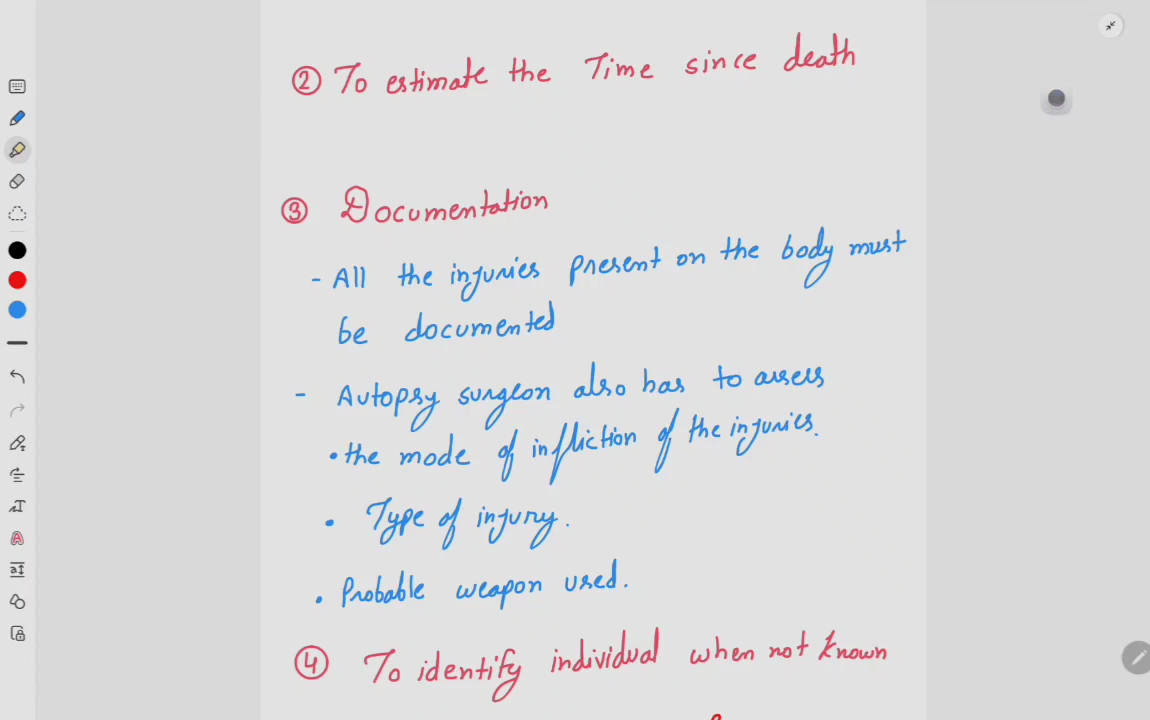 ② To estimate the Time since death
③ Documentation
- All the injuries present on the body must
be documented
- Autopsy surgeon also has to assess
• the mode of infliction of the injuries.
• Type of injury.
• Probable weapon used.
④ To identify individual when not known